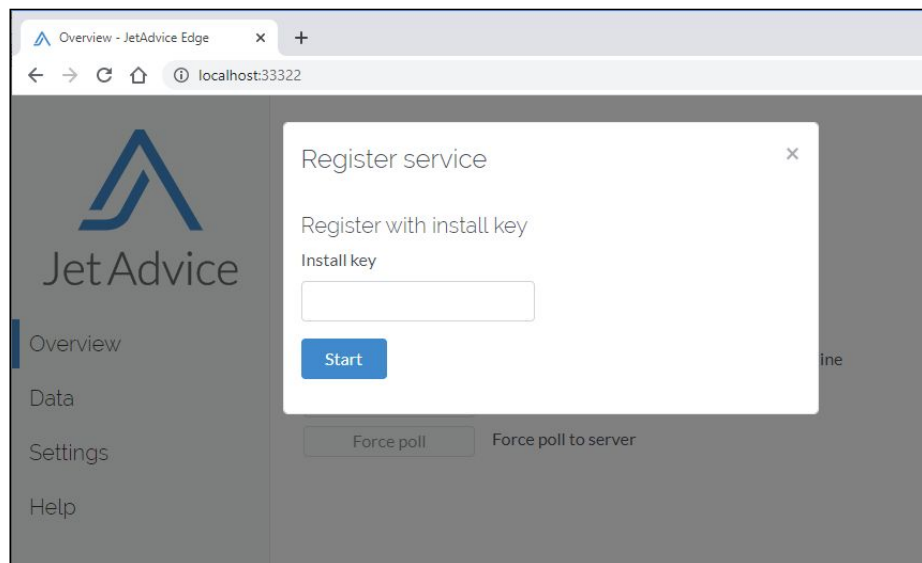 Overview - JetAdvice Edge
localhost:33322
JetAdvice
Overview
Data
Settings
Help
Register service
Register with install key
Install key
Start
ine
Force poll
Force poll to server